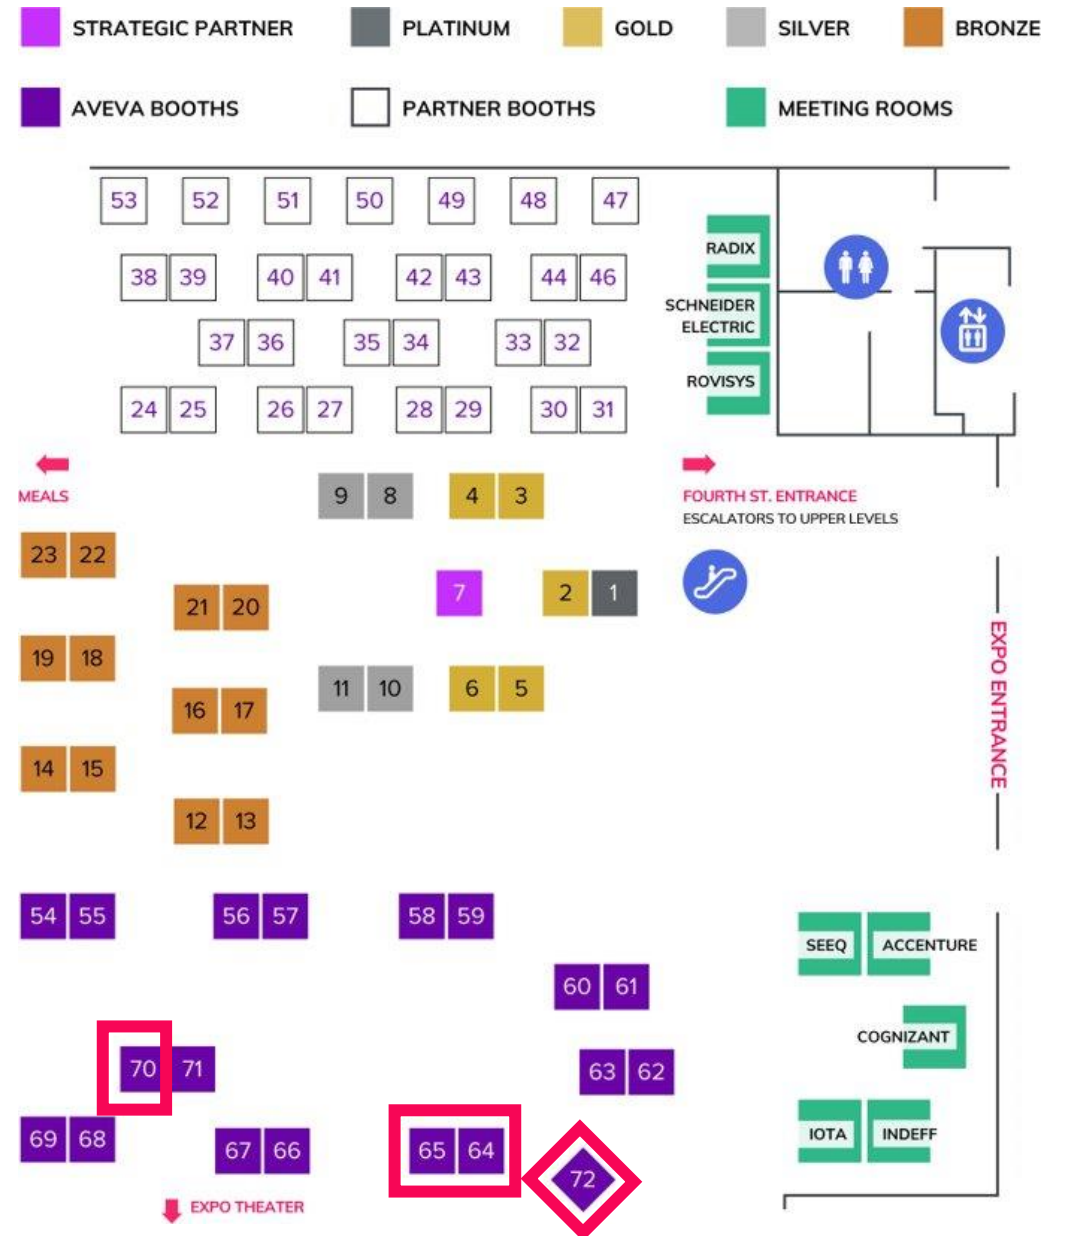 STRATEGIC PARTNER PLATINUM GOLD SILVER BRONZE
AVEVA BOOTHS PARTNER BOOTHS MEETING ROOMS
53 52 51 50 49 48 47
RADIX
38 39 40 41 42 43 44 46
SCHNEIDER
ELECTRIC
37 36 35 34 33 32
ROVISYS
24 25 26 27 28 29 30 31
MEALS
9 8 4 3
FOURTH ST. ENTRANCE
ESCALATORS TO UPPER LEVELS
23 22
21 20
7 2 1
19 18
11 10 6 5
16 17
EXPO ENTRANCE
14 15
12 13
54 55 56 57 58 59
SEEQ ACCENTURE
60 61
COGNIZANT
70 71
63 62
69 68
IOTA INDEFF
67 66 65 64
72
EXPO THEATER